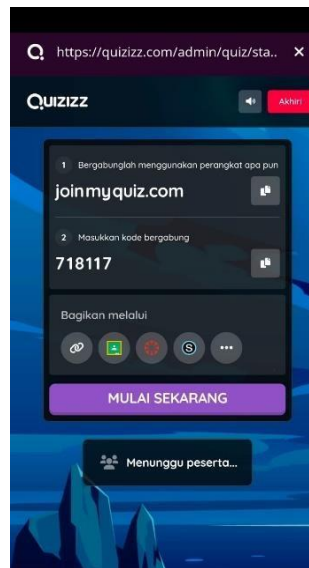 https://quizizz.com/admin/quiz/sta..
QUIZIZZ
Akhiri
1 Bergabunglah menggunakan perangkat apa pun
joinmyquiz.com
2 Masukkan kode bergabung
718117
Bagikan melalui
S
MULAI SEKARANG
Menunggu peserta...